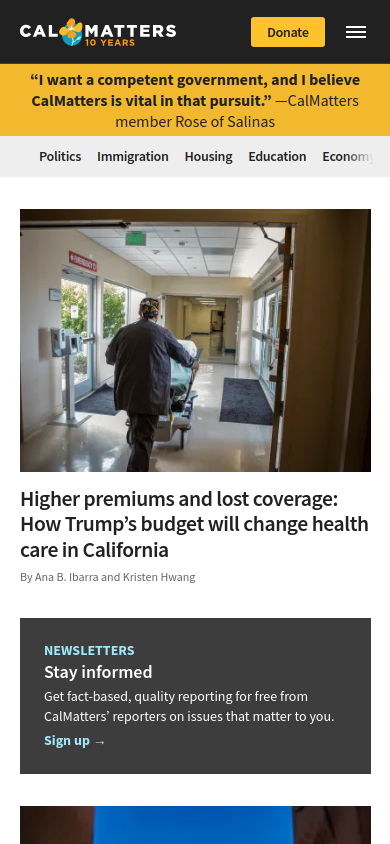 CALMATTERS
10 YEARS
Donate
“I want a competent government, and I believe
CalMatters is vital in that pursuit.” —CalMatters
member Rose of Salinas
Politics Immigration Housing Education Economy
EMERGENCY
Higher premiums and lost coverage:
How Trump’s budget will change health
care in California
By Ana B. Ibarra and Kristen Hwang
NEWSLETTERS
Stay informed
Get fact-based, quality reporting for free from
CalMatters’ reporters on issues that matter to you.
Sign up →